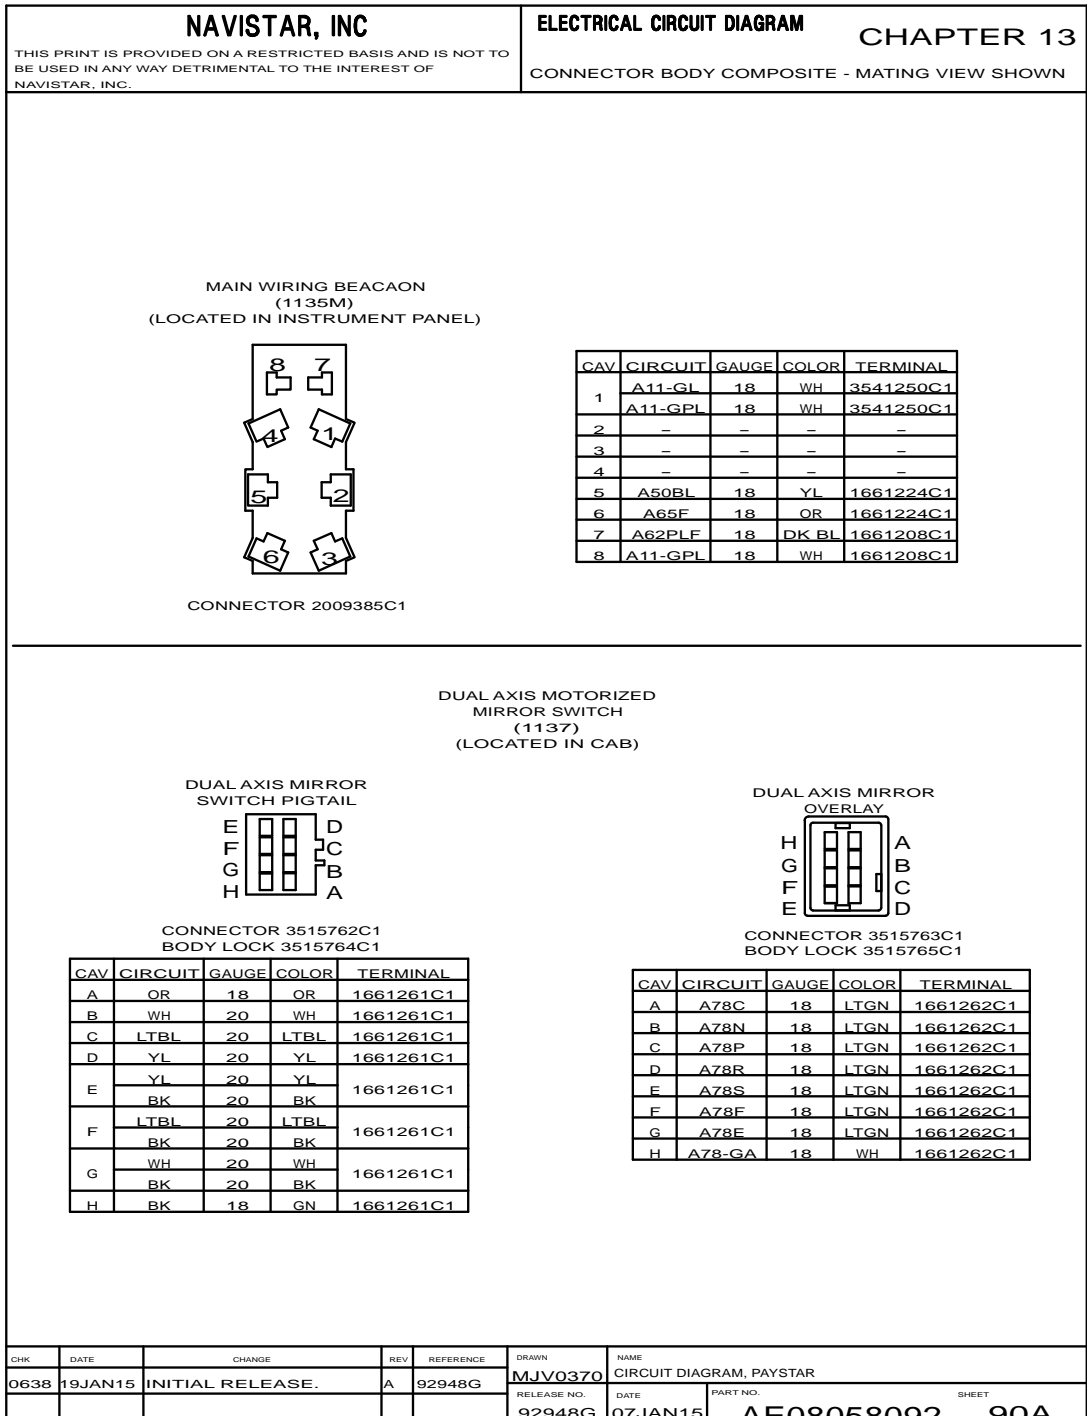 NAVISTAR, INC
THIS PRINT IS PROVIDED ON A RESTRICTED BASIS AND IS NOT TO
BE USED IN ANY WAY DETRIMENTAL TO THE INTEREST OF
NAVISTAR, INC.
ELECTRICAL CIRCUIT DIAGRAM
CHAPTER 13
CONNECTOR BODY COMPOSITE - MATING VIEW SHOWN
MAIN WIRING BEACAON
(1135M)
(LOCATED IN INSTRUMENT PANEL)
8 7
4 1
5 2
6 3
CONNECTOR 2009385C1
CAV CIRCUIT GAUGE COLOR TERMINAL
1 A11-GL 18 WH 3541250C1
A11-GPL 18 WH 3541250C1
2 – – – –
3 – – – –
4 – – – –
5 A50BL 18 YL 1661224C1
6 A65F 18 OR 1661224C1
7 A62PLF 18 DK BL 1661208C1
8 A11-GPL 18 WH 1661208C1
DUAL AXIS MOTORIZED
MIRROR SWITCH
(1137)
(LOCATED IN CAB)
DUAL AXIS MIRROR
SWITCH PIGTAIL
E D
F C
G B
H A
CONNECTOR 3515762C1
BODY LOCK 3515764C1
CAV CIRCUIT GAUGE COLOR TERMINAL
A OR 18 OR 1661261C1
B WH 20 WH 1661261C1
C LTBL 20 LTBL 1661261C1
D YL 20 YL 1661261C1
E YL 20 YL 1661261C1
BK 20 BK
F LTBL 20 LTBL 1661261C1
BK 20 BK
G WH 20 WH 1661261C1
BK 20 BK
H BK 18 GN 1661261C1
DUAL AXIS MIRROR
OVERLAY
H A
G B
F C
E D
CONNECTOR 3515763C1
BODY LOCK 3515765C1
CAV CIRCUIT GAUGE COLOR TERMINAL
A A78C 18 LTGN 1661262C1
B A78N 18 LTGN 1661262C1
C A78P 18 LTGN 1661262C1
D A78R 18 LTGN 1661262C1
E A78S 18 LTGN 1661262C1
F A78F 18 LTGN 1661262C1
G A78E 18 LTGN 1661262C1
H A78-GA 18 WH 1661262C1
CHK DATE CHANGE REV REFERENCE
0638 19JAN15 INITIAL RELEASE. A 92948G
DRAWN
MJV0370
NAME
CIRCUIT DIAGRAM, PAYSTAR
RELEASE NO.
92948G
DATE
07JAN15
PART NO.
AE08058092
SHEET
90A